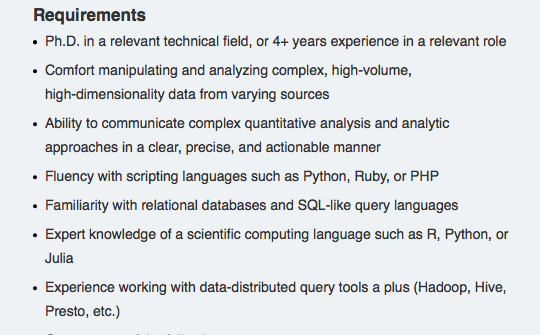 Requirements
• Ph.D. in a relevant technical field, or 4+ years experience in a relevant role
• Comfort manipulating and analyzing complex, high-volume,
high-dimensionality data from varying sources
• Ability to communicate complex quantitative analysis and analytic
approaches in a clear, precise, and actionable manner
• Fluency with scripting languages such as Python, Ruby, or PHP
• Familiarity with relational databases and SQL-like query languages
• Expert knowledge of a scientific computing language such as R, Python, or
Julia
• Experience working with data-distributed query tools a plus (Hadoop, Hive,
Presto, etc.)